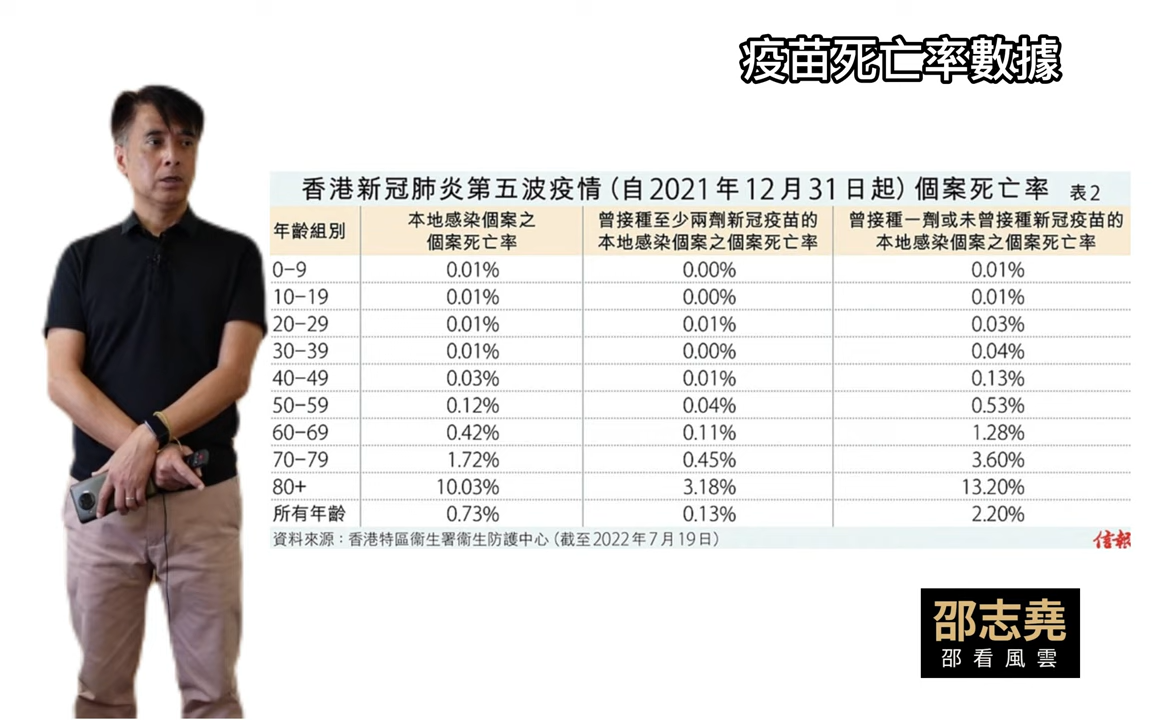 疫苗死亡率數據
香港新冠肺炎第五波疫情（自2021年12月31日起）個案死亡率 表2
年齡組別 本地感染個案之個案死亡率 曾接種至少兩劑新冠疫苗的本地感染個案之個案死亡率 曾接種一劑或未曾接種新冠疫苗的本地感染個案之個案死亡率
0-9 0.01% 0.00% 0.01%
10-19 0.01% 0.00% 0.01%
20-29 0.01% 0.01% 0.03%
30-39 0.01% 0.00% 0.04%
40-49 0.03% 0.01% 0.13%
50-59 0.12% 0.04% 0.53%
60-69 0.42% 0.11% 1.28%
70-79 1.72% 0.45% 3.60%
80+ 10.03% 3.18% 13.20%
所有年齡 0.73% 0.13% 2.20%
資料來源：香港特區衞生署衞生防護中心（截至2022年7月19日）
信報
邵志堯
邵看風雲